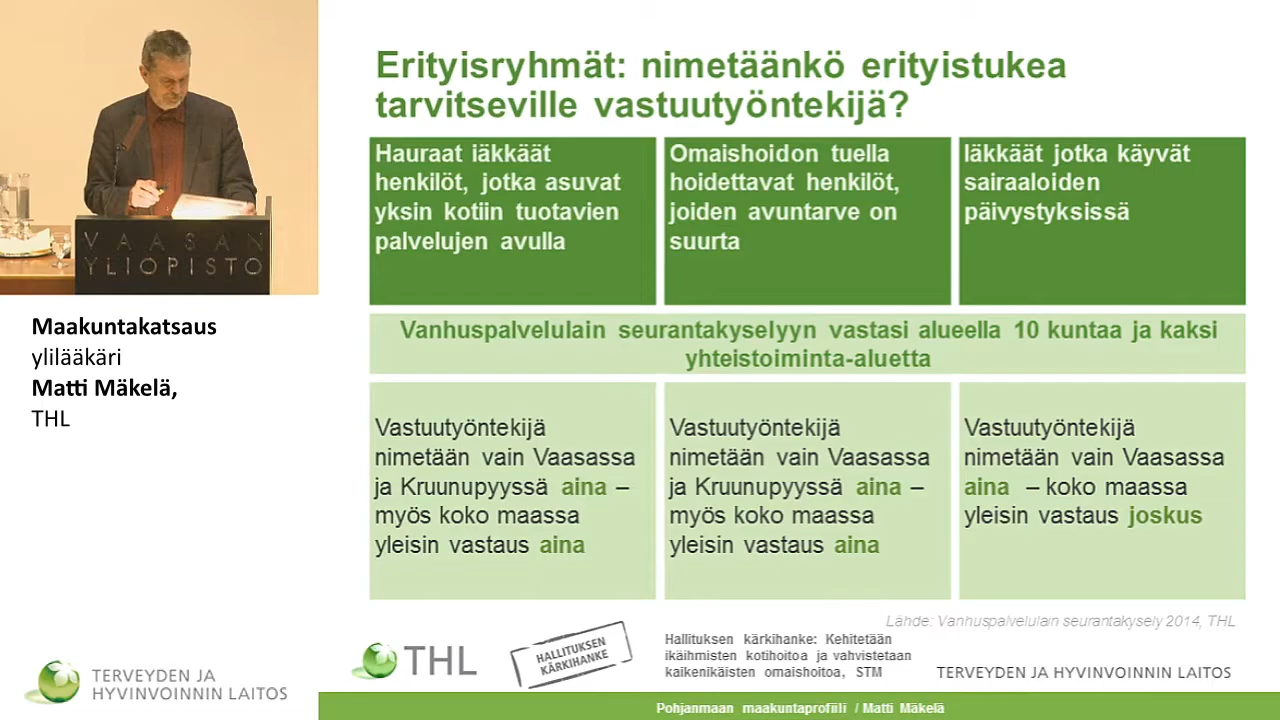 VAASAN
YLIOPISTO
Maakuntakatsaus
ylilääkäri
Matti Mäkelä,
THL
TERVEYDEN JA
HYVINVOINNIN LAITOS
Erityisryhmät: nimetäänkö erityistukea
tarvitseville vastuutyöntekijä?
Hauraat iäkkäät
henkilöt, jotka asuvat
yksin kotiin tuotavien
palvelujen avulla
Omaishoidon tuella
hoidettavat henkilöt,
joiden avuntarve on
suurta
Iäkkäät jotka käyvät
sairaaloiden
päivystyksissä
Vanhuspalvelulain seurantakyselyyn vastasi alueella 10 kuntaa ja kaksi
yhteistoiminta-aluetta
Vastuutyöntekijä
nimetään vain Vaasassa
ja Kruunupyyssä aina –
myös koko maassa
yleisin vastaus aina
Vastuutyöntekijä
nimetään vain Vaasassa
ja Kruunupyyssä aina –
myös koko maassa
yleisin vastaus aina
Vastuutyöntekijä
nimetään vain Vaasassa
aina – koko maassa
yleisin vastaus joskus
Lähde: Vanhuspalvelulain seurantakysely 2014, THL
THL
HALLITUKSEN
KÄRKIHANKE
Hallituksen kärkihanke: Kehitetään
ikäihmisten kotihoitoa ja vahvistetaan
kaikenikäisten omaishoitoa, STM
TERVEYDEN JA HYVINVOINNIN LAITOS
Pohjanmaan maakuntaprofiili / Matti Mäkelä